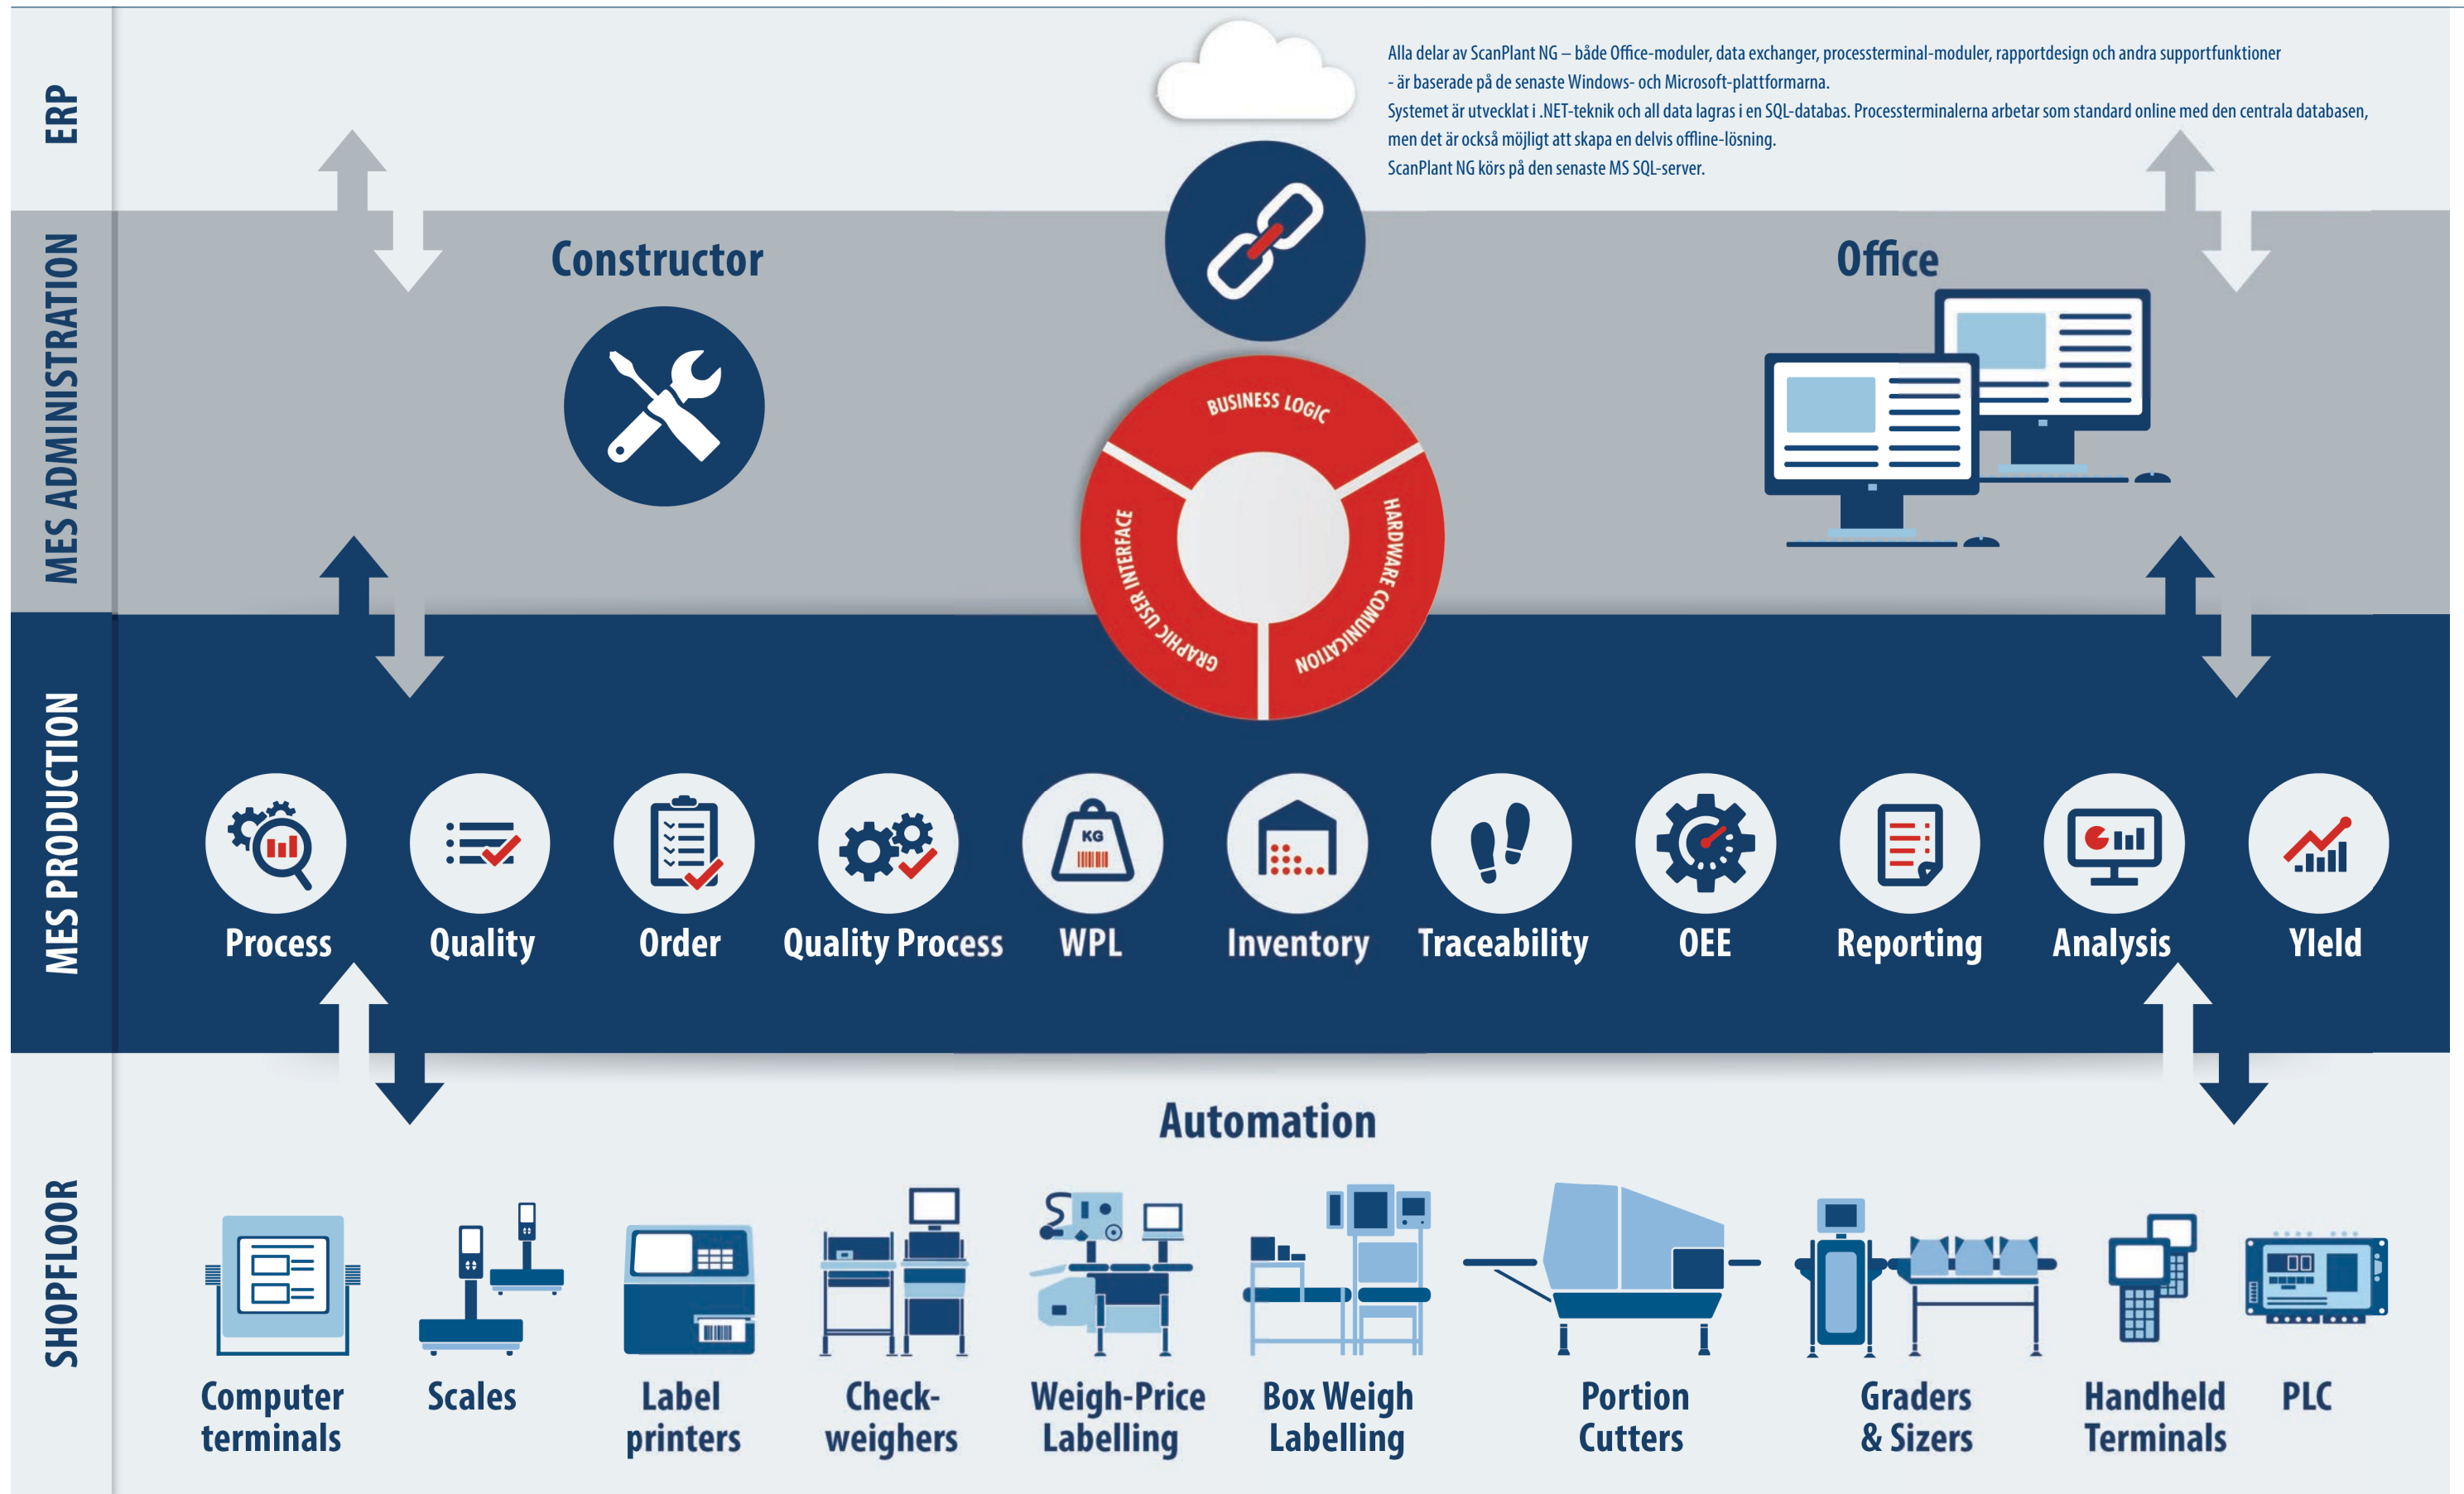 Alla delar av ScanPlant NG – både Office-moduler, data exchanger, processterminal-moduler, rapportdesign och andra supportfunktioner
- är baserade på de senaste Windows- och Microsoft-plattformarna.
Systemet är utvecklat i .NET-teknik och all data lagras i en SQL-databas. Processterminalerna arbetar som standard online med den centrala databasen,
men det är också möjligt att skapa en delvis offline-lösning.
ScanPlant NG körs på den senaste MS SQL-server.
ERP
MES ADMINISTRATION
Constructor
Office
BUSINESS LOGIC
GRAPHIC USER INTERFACE
HARDWARE COMUNICATION
MES PRODUCTION
KG
Process
Quality
Order
Quality Process
WPL
Inventory
Traceability
OEE
Reporting
Analysis
YIeld
SHOPFLOOR
Automation
Computer
terminals
Scales
Label
printers
Check-
weighers
Weigh-Price
Labelling
Box Weigh
Labelling
Portion
Cutters
Graders
& Sizers
Handheld
Terminals
PLC